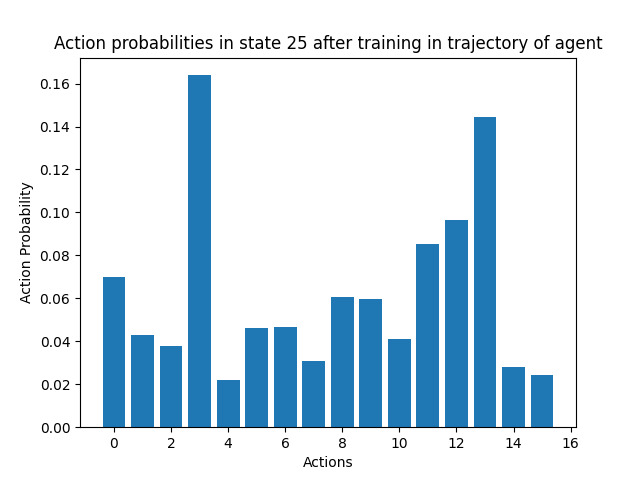 Action probabilities in state 25 after training in trajectory of agent
0.16
0.14
0.12
0.10
0.08
0.06
0.04
0.02
0.00
Action Probability
0 2 4 6 8 10 12 14 16
Actions